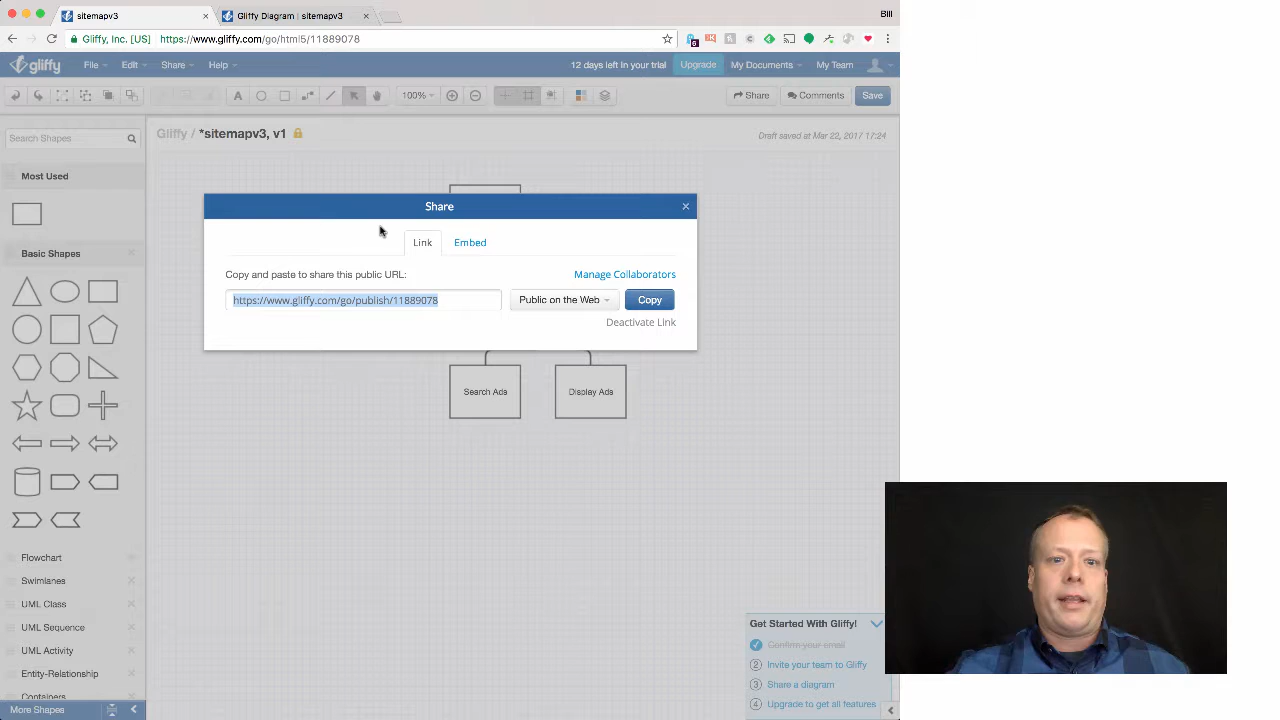 sitemapv3
Gliffy Diagram | sitemapv3
Bill
Gliffy, Inc. [US]
https://www.gliffy.com/go/html5/11889078
gliffy
File
Edit
Share
Help
12 days left in your trial
Upgrade
My Documents
My Team
100%
Share
Comments
Save
Search Shapes
Gliffy / *sitemapv3, v1
Draft saved at Mar 22, 2017 17:24
Most Used
Basic Shapes
Share
Link
Embed
Copy and paste to share this public URL:
Manage Collaborators
https://www.gliffy.com/go/publish/11889078
Public on the Web
Copy
Deactivate Link
Search Ads
Display Ads
Flowchart
Swimlanes
UML Class
UML Sequence
UML Activity
Entity-Relationship
Containers
More Shapes
Get Started With Gliffy!
Confirm your email
2 Invite your team to Gliffy
3 Share a diagram
4 Upgrade to get all features